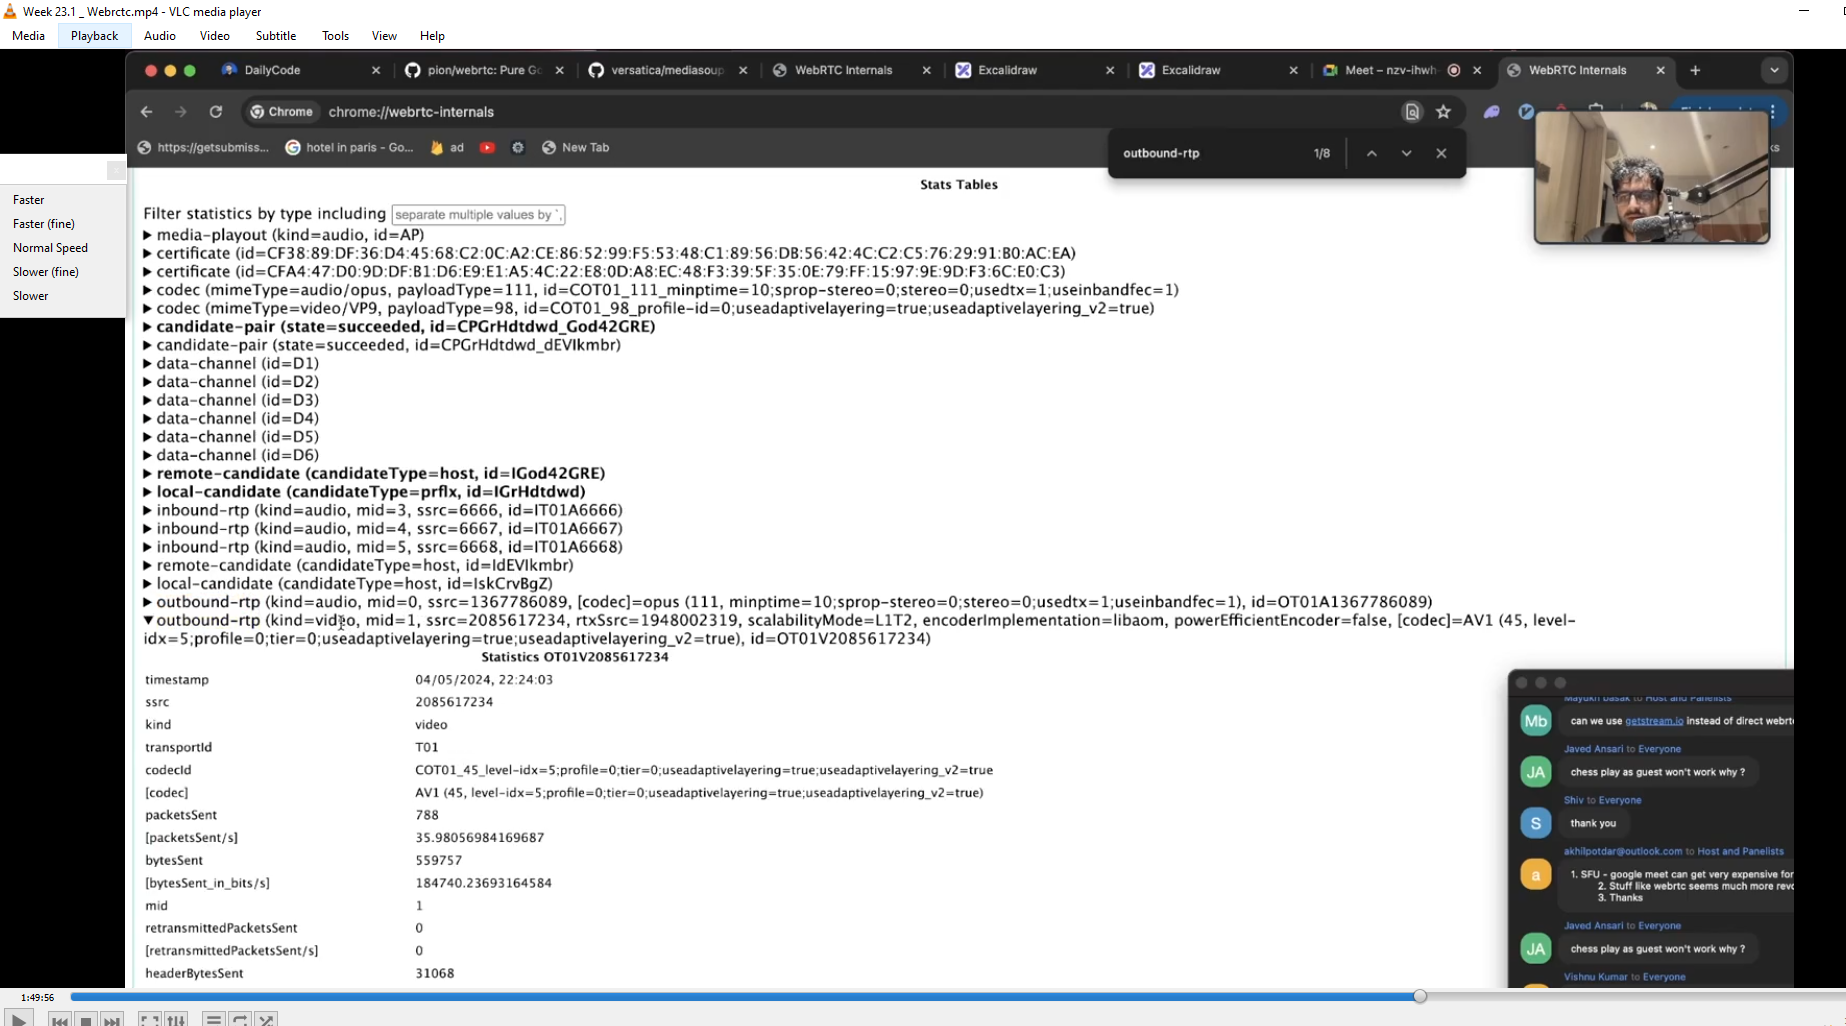 Week 23.1 _ Webrctc.mp4 - VLC media player
Media Playback Audio Video Subtitle Tools View Help
DailyCode
pion/webrtc: Pure Go
versatica/mediasoup
WebRTC Internals
Excalidraw
Excalidraw
Meet – nzv-ihwh-
WebRTC Internals
Chrome chrome://webrtc-internals
https://getsubmiss...
hotel in paris - Go...
ad
New Tab
outbound-rtp 1/8
Faster
Faster (fine)
Normal Speed
Slower (fine)
Slower
Stats Tables
Filter statistics by type including separate multiple values by `,
▶ media-playout (kind=audio, id=AP)
▶ certificate (id=CF38:89:DF:36:D4:45:68:C2:0C:A2:CE:86:52:99:F5:53:48:C1:89:56:DB:56:42:4C:C2:C5:76:29:91:B0:AC:EA)
▶ certificate (id=CFA4:47:D0:9D:DF:B1:D6:E9:E1:A5:4C:22:E8:0D:A8:EC:48:F3:39:5F:35:0E:79:FF:15:97:9E:9D:F3:6C:E0:C3)
▶ codec (mimeType=audio/opus, payloadType=111, id=COT01_111_minptime=10;sprop-stereo=0;stereo=0;usedtx=1;useinbandfec=1)
▶ codec (mimeType=video/VP9, payloadType=98, id=COT01_98_profile-id=0;useadaptivelayering=true;useadaptivelayering_v2=true)
▶ candidate-pair (state=succeeded, id=CPGrHdtdwd_God42GRE)
▶ candidate-pair (state=succeeded, id=CPGrHdtdwd_dEVIkmbr)
▶ data-channel (id=D1)
▶ data-channel (id=D2)
▶ data-channel (id=D3)
▶ data-channel (id=D4)
▶ data-channel (id=D5)
▶ data-channel (id=D6)
▶ remote-candidate (candidateType=host, id=IGod42GRE)
▶ local-candidate (candidateType=prflx, id=IGrHdtdwd)
▶ inbound-rtp (kind=audio, mid=3, ssrc=6666, id=IT01A6666)
▶ inbound-rtp (kind=audio, mid=4, ssrc=6667, id=IT01A6667)
▶ inbound-rtp (kind=audio, mid=5, ssrc=6668, id=IT01A6668)
▶ remote-candidate (candidateType=host, id=IdEVIkmbr)
▶ local-candidate (candidateType=host, id=IskCrvBgZ)
▶ outbound-rtp (kind=audio, mid=0, ssrc=1367786089, [codec]=opus (111, minptime=10;sprop-stereo=0;stereo=0;usedtx=1;useinbandfec=1), id=OT01A1367786089)
▼ outbound-rtp (kind=video, mid=1, ssrc=2085617234, rtxSsrc=1948002319, scalabilityMode=L1T2, encoderImplementation=libaom, powerEfficientEncoder=false, [codec]=AV1 (45, level-
idx=5;profile=0;tier=0;useadaptivelayering=true;useadaptivelayering_v2=true), id=OT01V2085617234)
Statistics OT01V2085617234
timestamp 04/05/2024, 22:24:03
ssrc 2085617234
kind video
transportId T01
codecId COT01_45_level-idx=5;profile=0;tier=0;useadaptivelayering=true;useadaptivelayering_v2=true
[codec] AV1 (45, level-idx=5;profile=0;tier=0;useadaptivelayering=true;useadaptivelayering_v2=true)
packetsSent 788
[packetsSent/s] 35.98056984169687
bytesSent 559757
[bytesSent_in_bits/s] 184740.23693164584
mid 1
retransmittedPacketsSent 0
[retransmittedPacketsSent/s] 0
headerBytesSent 31068
Mayukh Basak to Host and Panelists
Mb can we use getstream.io instead of direct webrt
Javed Ansari to Everyone
JA chess play as guest won't work why ?
Shiv to Everyone
S thank you
akhilpotdar@outlook.com to Host and Panelists
a 1. SFU - google meet can get very expensive for
2. Stuff like webrtc seems much more revo
3. Thanks
Javed Ansari to Everyone
JA chess play as guest won't work why ?
Vishnu Kumar to Everyone
1:49:56